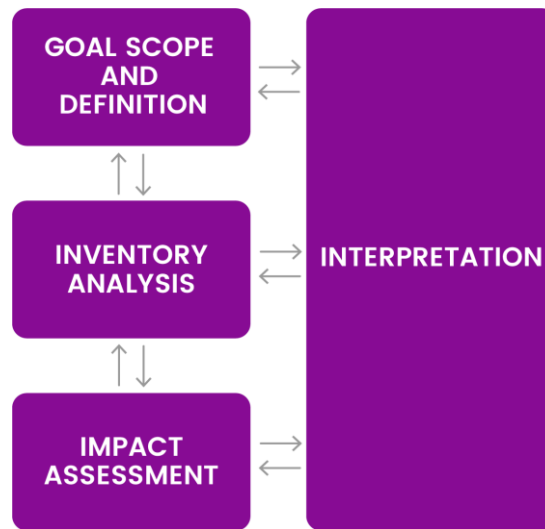 GOAL SCOPE
AND
DEFINITION
INVENTORY
ANALYSIS
INTERPRETATION
IMPACT
ASSESSMENT